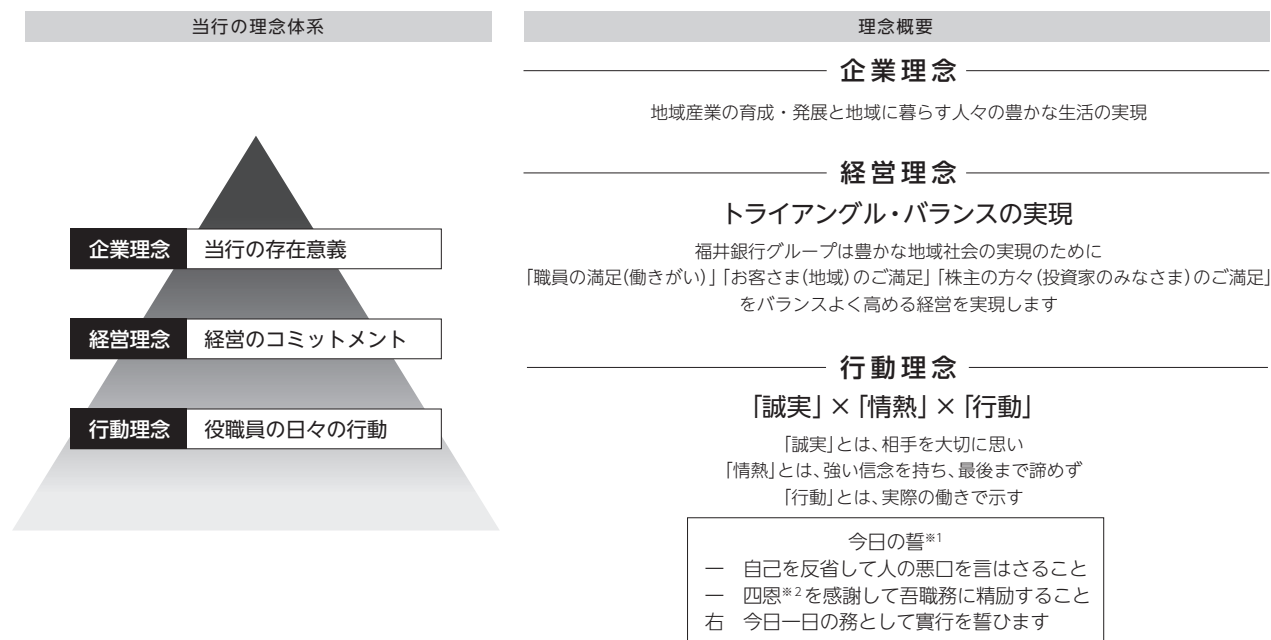 当行の理念体系
企業理念 当行の存在意義
経営理念 経営のコミットメント
行動理念 役職員の日々の行動
理念概要
企業理念
地域産業の育成・発展と地域に暮らす人々の豊かな生活の実現
経営理念
トライアングル・バランスの実現
福井銀行グループは豊かな地域社会の実現のために
「職員の満足(働きがい)」「お客さま(地域)のご満足」「株主の方々(投資家のみなさま)のご満足」
をバランスよく高める経営を実現します
行動理念
「誠実」×「情熱」×「行動」
「誠実」とは、相手を大切に思い
「情熱」とは、強い信念を持ち、最後まで諦めず
「行動」とは、実際の働きで示す
今日の誓※1
一 自己を反省して人の悪口を言はさること
一 四恩※2を感謝して吾職務に精励すること
右 今日一日の務として實行を誓ひます